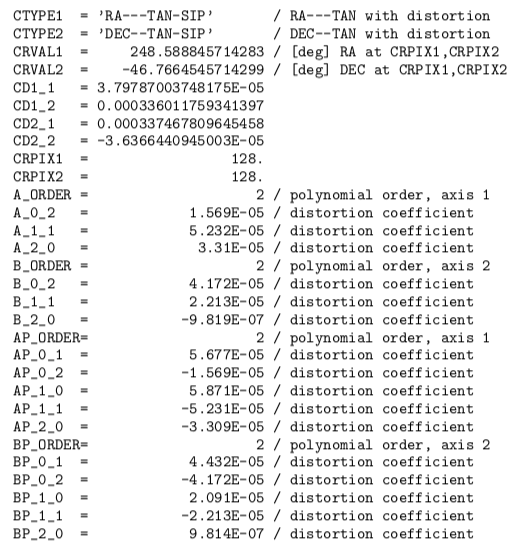 CTYPE1  = 'RA---TAN-SIP'       / RA---TAN with distortion
CTYPE2  = 'DEC--TAN-SIP'       / DEC--TAN with distortion
CRVAL1  =     248.588845714283 / [deg] RA at CRPIX1,CRPIX2
CRVAL2  =    -46.7664545714299 / [deg] DEC at CRPIX1,CRPIX2
CD1_1   = 3.79787003748175E-05
CD1_2   = 0.000336011759341397
CD2_1   = 0.000337467809645458
CD2_2   = -3.6366440945003E-05
CRPIX1  =                 128.
CRPIX2  =                 128.
A_ORDER =                    2 / polynomial order, axis 1
A_0_2   =            1.569E-05 / distortion coefficient
A_1_1   =            5.232E-05 / distortion coefficient
A_2_0   =             3.31E-05 / distortion coefficient
B_ORDER =                    2 / polynomial order, axis 2
B_0_2   =            4.172E-05 / distortion coefficient
B_1_1   =            2.213E-05 / distortion coefficient
B_2_0   =           -9.819E-07 / distortion coefficient
AP_ORDER=                    2 / polynomial order, axis 1
AP_0_1  =            5.677E-05 / distortion coefficient
AP_0_2  =           -1.569E-05 / distortion coefficient
AP_1_0  =            5.871E-05 / distortion coefficient
AP_1_1  =           -5.231E-05 / distortion coefficient
AP_2_0  =           -3.309E-05 / distortion coefficient
BP_ORDER=                    2 / polynomial order, axis 2
BP_0_1  =            4.432E-05 / distortion coefficient
BP_0_2  =           -4.172E-05 / distortion coefficient
BP_1_0  =            2.091E-05 / distortion coefficient
BP_1_1  =           -2.213E-05 / distortion coefficient
BP_2_0  =            9.814E-07 / distortion coefficient